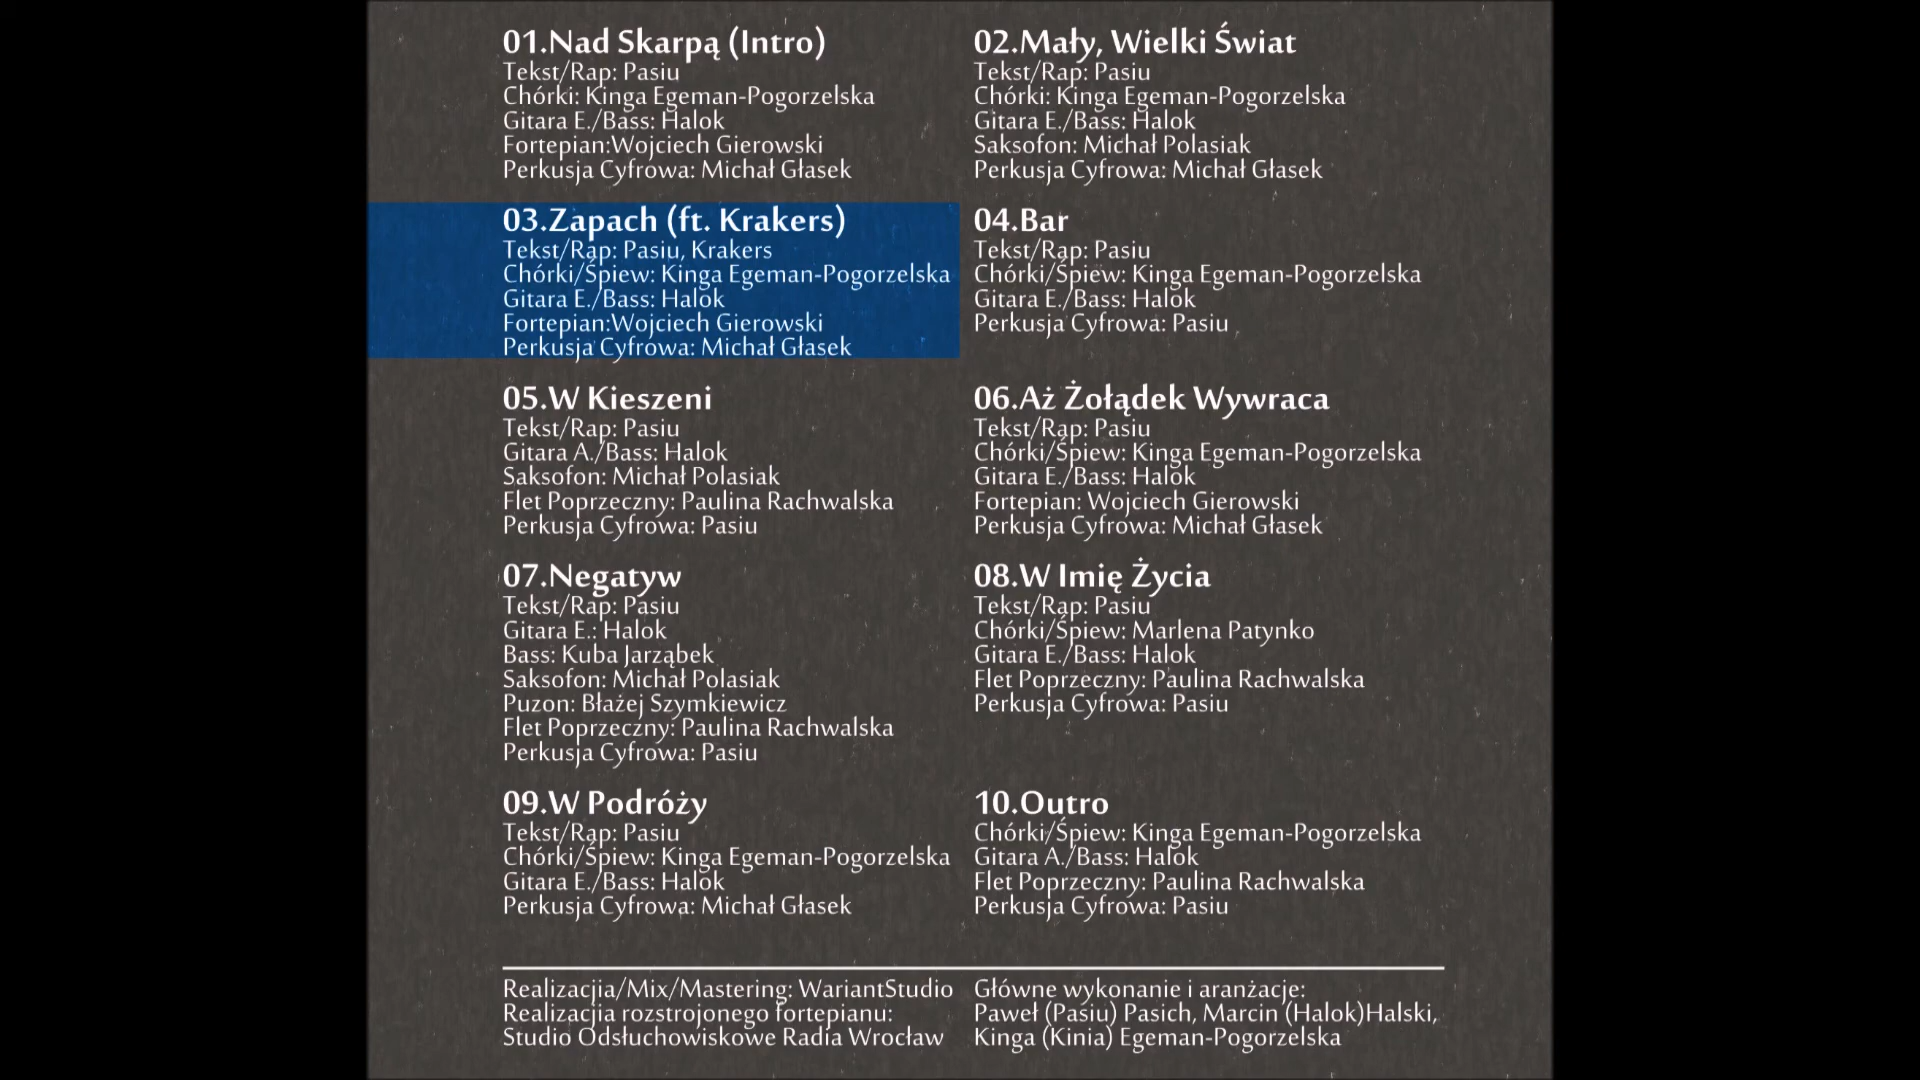 01.Nad Skarpą (Intro)
Tekst/Rap: Pasiu
Chórki: Kinga Egeman-Pogorzelska
Gitara E./Bass: Halok
Fortepian:Wojciech Gierowski
Perkusja Cyfrowa: Michał Głasek
02.Mały, Wielki Świat
Tekst/Rap: Pasiu
Chórki: Kinga Egeman-Pogorzelska
Gitara E./Bass: Halok
Saksofon: Michał Polasiak
Perkusja Cyfrowa: Michał Głasek
03.Zapach (ft. Krakers)
Tekst/Rap: Pasiu, Krakers
Chórki/Śpiew: Kinga Egeman-Pogorzelska
Gitara E./Bass: Halok
Fortepian:Wojciech Gierowski
Perkusja Cyfrowa: Michał Głasek
04.Bar
Tekst/Rap: Pasiu
Chórki/Śpiew: Kinga Egeman-Pogorzelska
Gitara E./Bass: Halok
Perkusja Cyfrowa: Pasiu
05.W Kieszeni
Tekst/Rap: Pasiu
Gitara A./Bass: Halok
Saksofon: Michał Polasiak
Flet Poprzeczny: Paulina Rachwalska
Perkusja Cyfrowa: Pasiu
06.Aż Żołądek Wywraca
Tekst/Rap: Pasiu
Chórki/Śpiew: Kinga Egeman-Pogorzelska
Gitara E./Bass: Halok
Fortepian: Wojciech Gierowski
Perkusja Cyfrowa: Michał Głasek
07.Negatyw
Tekst/Rap: Pasiu
Gitara E.: Halok
Bass: Kuba Jarząbek
Saksofon: Michał Polasiak
Puzon: Błażej Szymkiewicz
Flet Poprzeczny: Paulina Rachwalska
Perkusja Cyfrowa: Pasiu
08.W Imię Życia
Tekst/Rap: Pasiu
Chórki/Śpiew: Marlena Patynko
Gitara E./Bass: Halok
Flet Poprzeczny: Paulina Rachwalska
Perkusja Cyfrowa: Pasiu
09.W Podróży
Tekst/Rap: Pasiu
Chórki/Śpiew: Kinga Egeman-Pogorzelska
Gitara E./Bass: Halok
Perkusja Cyfrowa: Michał Głasek
10.Outro
Chórki/Śpiew: Kinga Egeman-Pogorzelska
Gitara A./Bass: Halok
Flet Poprzeczny: Paulina Rachwalska
Perkusja Cyfrowa: Pasiu
Realizacjia/Mix/Mastering: WariantStudio
Realizacjia rozstrojonego fortepianu:
Studio Odsłuchowiskowe Radia Wrocław
Główne wykonanie i aranżacje:
Paweł (Pasiu) Pasich, Marcin (Halok)Halski,
Kinga (Kinia) Egeman-Pogorzelska